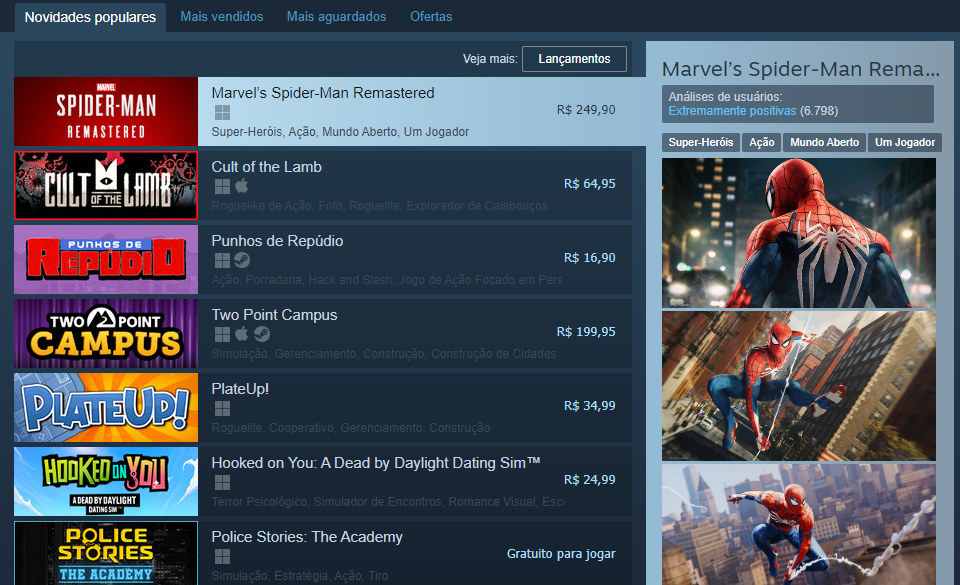 Novidades populares
Mais vendidos
Mais aguardados
Ofertas
Veja mais:
Lançamentos
MARVEL
SPIDER-MAN
REMASTERED
Marvel’s Spider-Man Remastered
R$ 249,90
Super-Heróis, Ação, Mundo Aberto, Um Jogador
CULT OF THE LAMB
Cult of the Lamb
R$ 64,95
Roguelike de Ação, Fofo, Roguelite, Explorador de Calabouços
PUNHOS DE
REPÚDIO
Punhos de Repúdio
R$ 16,90
Ação, Porradaria, Hack and Slash, Jogo de Ação Focado em Pers
TWO POINT
CAMPUS
Two Point Campus
R$ 199,95
Simulação, Gerenciamento, Construção, Construção de Cidades
PLATEUP!
PlateUp!
R$ 34,99
Roguelite, Cooperativo, Gerenciamento, Construção
HOOKED ON YOU
A DEAD BY DAYLIGHT
DATING SIM™
Hooked on You: A Dead by Daylight Dating Sim™
R$ 24,99
Terror Psicológico, Simulador de Encontros, Romance Visual, Esc
POLICE
STORIES
THE ACADEMY
Police Stories: The Academy
Gratuito para jogar
Simulação, Estratégia, Ação, Tiro
Marvel’s Spider-Man Rema...
Análises de usuários:
Extremamente positivas (6.798)
Super-Heróis
Ação
Mundo Aberto
Um Jogador